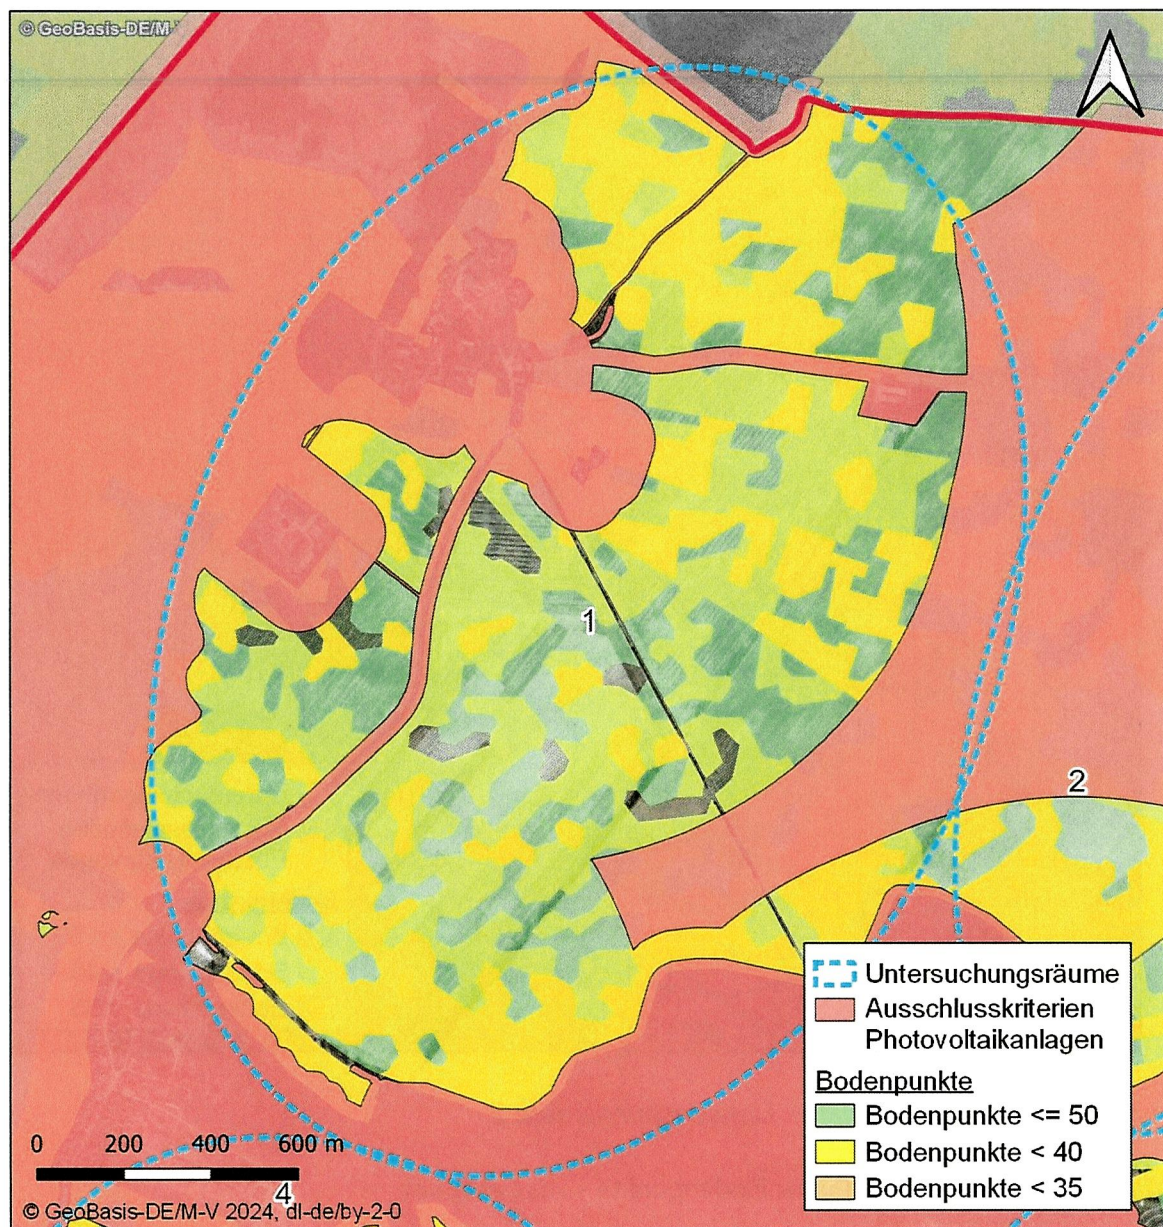 © GeoBasis-DE/M
1
2
Untersuchungsräume
Ausschlusskriterien
Photovoltaikanlagen
Bodenpunkte
Bodenpunkte <= 50
Bodenpunkte < 40
Bodenpunkte < 35
0 200 400 600 m
4
© GeoBasis-DE/M-V 2024, dl-de/by-2-0